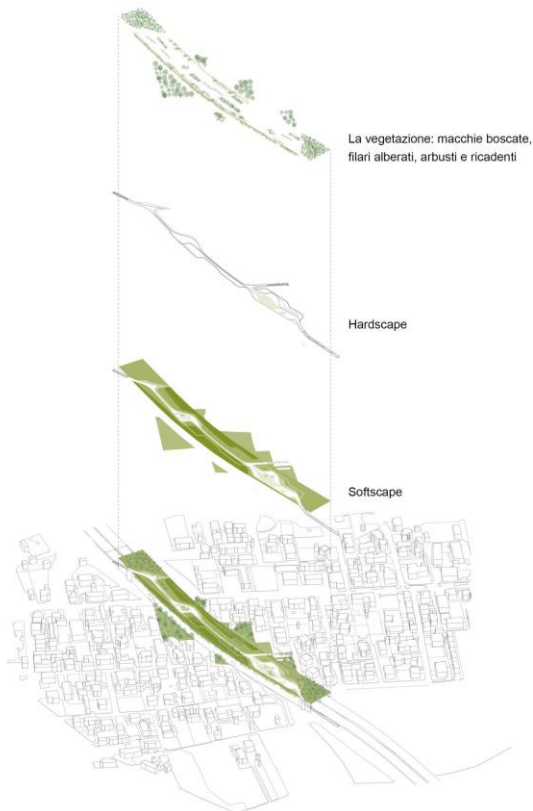 La vegetazione: macchie boscate,
filari alberati, arbusti e ricadenti
Hardscape
Softscape